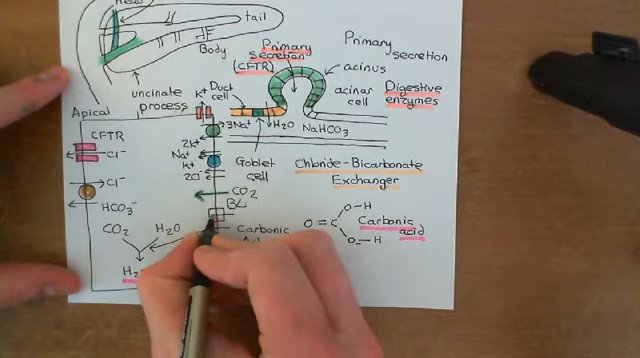 Head
tail
Body
uncinate
process
Primary
secretion
(CFTR)
Primary
secretion
acinus
acinar
cell
Digestive
enzymes
Duct
cell
Apical
K+
3Na+
H2O
NaHCO3
CFTR
Cl-
2K+
Na+
K+
2Cl-
Goblet
cell
Chloride-Bicarbonate
Exchanger
Cl-
HCO3-
CO2
BL
CO2
H2O
Carbonic
O=C
O-H
O-H
Carbonic
acid